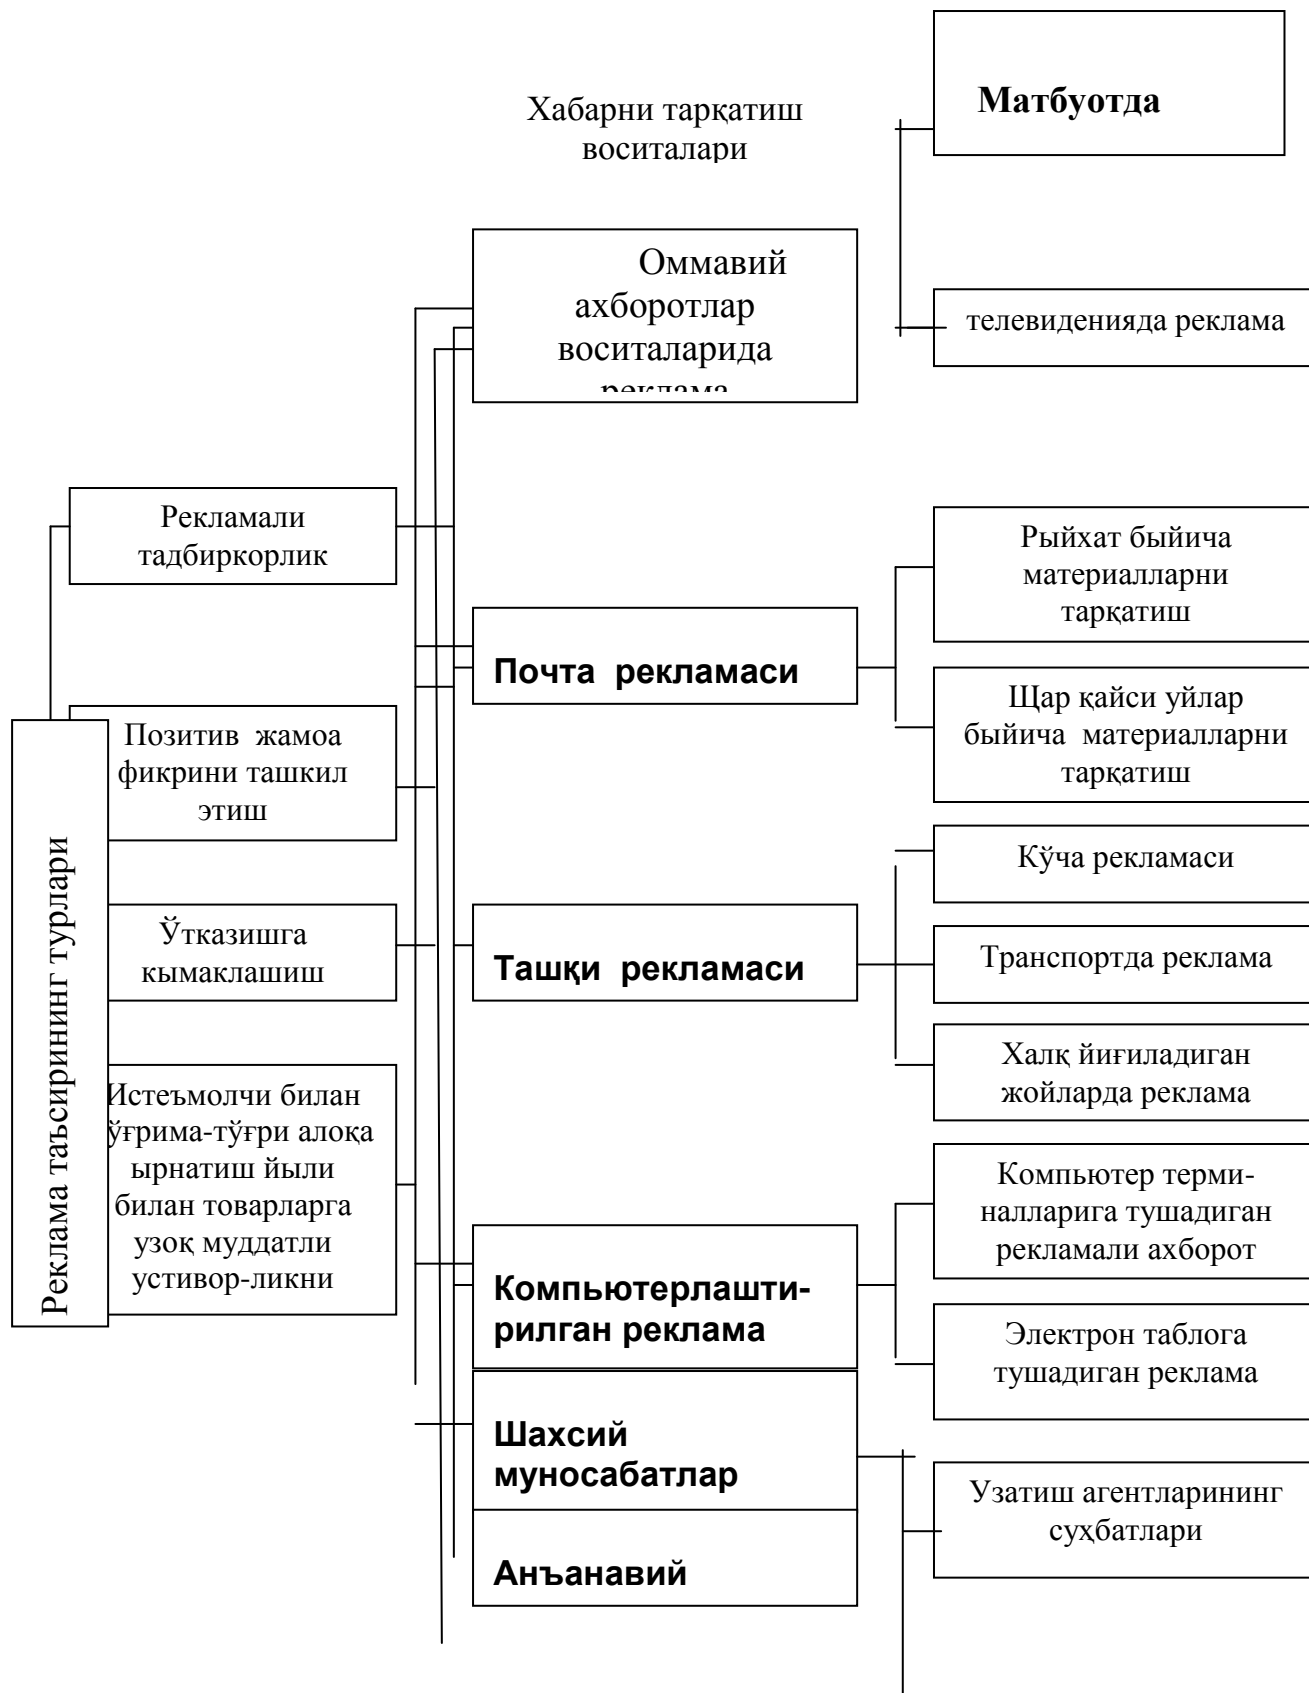 Хабарни тарқатиш
воситалари
Матбуотда
Оммавий
ахборотлар
воситаларида
реклама
телевиденияда реклама
Рекламали
тадбиркорлик
Рыйхат быйича
материалларни
тарқатиш
Почта рекламаси
Щар қайси уйлар
быйича материалларни
тарқатиш
Позитив жамоа
фикрини ташкил
этиш
Реклама таъсирининг турлари
Кўча рекламаси
Ўтказишга
кымаклашиш
Ташқи рекламаси
Транспортда реклама
Халқ йиғиладиган
жойларда реклама
Истеъмолчи билан
ўғрима-тўғри алоқа
ырнатиш йыли
билан товарларга
узоқ муддатли
устивор-ликни
Компьютер терми-
налларига тушадиган
рекламали ахборот
Компьютерлашти-
рилган реклама
Электрон таблога
тушадиган реклама
Шахсий
муносабатлар
Узатиш агентларининг
суҳбатлари
Анъанавий